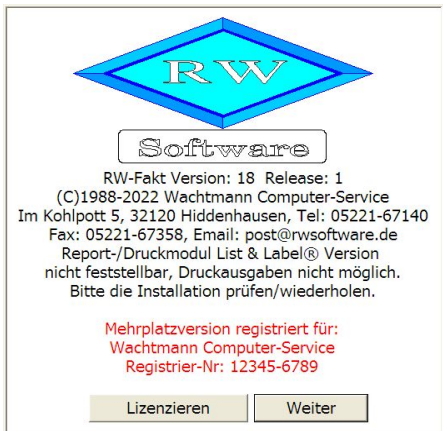 RW
Software
RW-Fakt Version: 18 Release: 1
(C)1988-2022 Wachtmann Computer-Service
Im Kohlpott 5, 32120 Hiddenhausen, Tel: 05221-67140
Fax: 05221-67358, Email: post@rwsoftware.de
Report-/Druckmodul List & Label® Version
nicht feststellbar, Druckausgaben nicht möglich.
Bitte die Installation prüfen/wiederholen.
Mehrplatzversion registriert für:
Wachtmann Computer-Service
Registrier-Nr: 12345-6789
Lizenzieren
Weiter